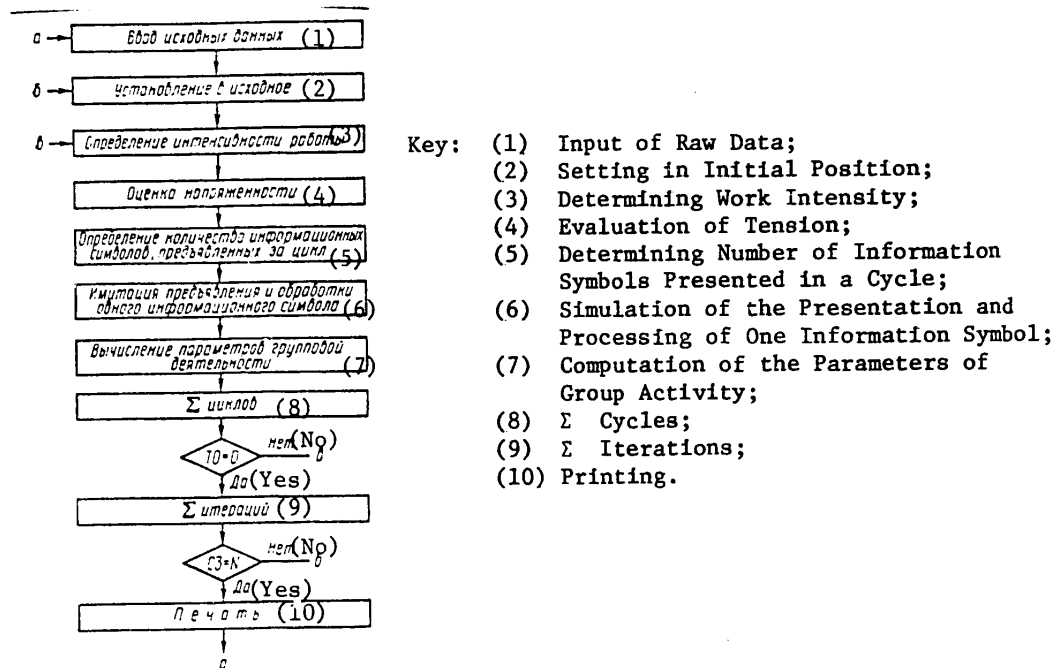 а Ввод исходных данных (1)
б Установление в исходное (2)
в Определение интенсивности работы (3)
Оценка напряженности (4)
Определение количества информационных
символов, предъявленных за цикл (5)
Имитация предъявления и обработки
одного информационного символа (6)
Вычисление параметров групповой
деятельности (7)
Σ циклов (8)
нет (No)
Да (Yes)
Σ итераций (9)
нет (No)
Да (Yes)
Печать (10)
а
Key: (1) Input of Raw Data;
(2) Setting in Initial Position;
(3) Determining Work Intensity;
(4) Evaluation of Tension;
(5) Determining Number of Information
Symbols Presented in a Cycle;
(6) Simulation of the Presentation and
Processing of One Information Symbol;
(7) Computation of the Parameters of
Group Activity;
(8) Σ Cycles;
(9) Σ Iterations;
(10) Printing.